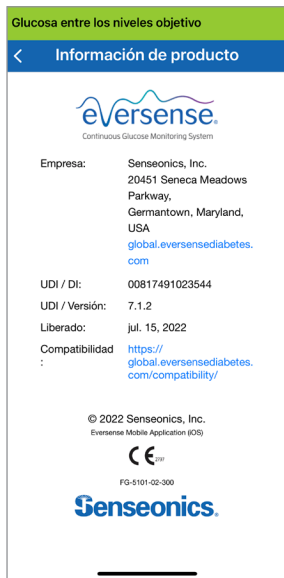 Glucosa entre los niveles objetivo
Información de producto
eversense.
Continuous Glucose Monitoring System
Empresa: Senseonics, Inc.
20451 Seneca Meadows
Parkway,
Germantown, Maryland,
USA
global.eversensediabetes.
com
UDI / DI: 00817491023544
UDI / Versión: 7.1.2
Liberado: jul. 15, 2022
Compatibilidad https://
: global.eversensediabetes.
com/compatibility/
© 2022 Senseonics, Inc.
Eversense Mobile Application (iOS)
CE 2797
FG-5101-02-300
Senseonics.